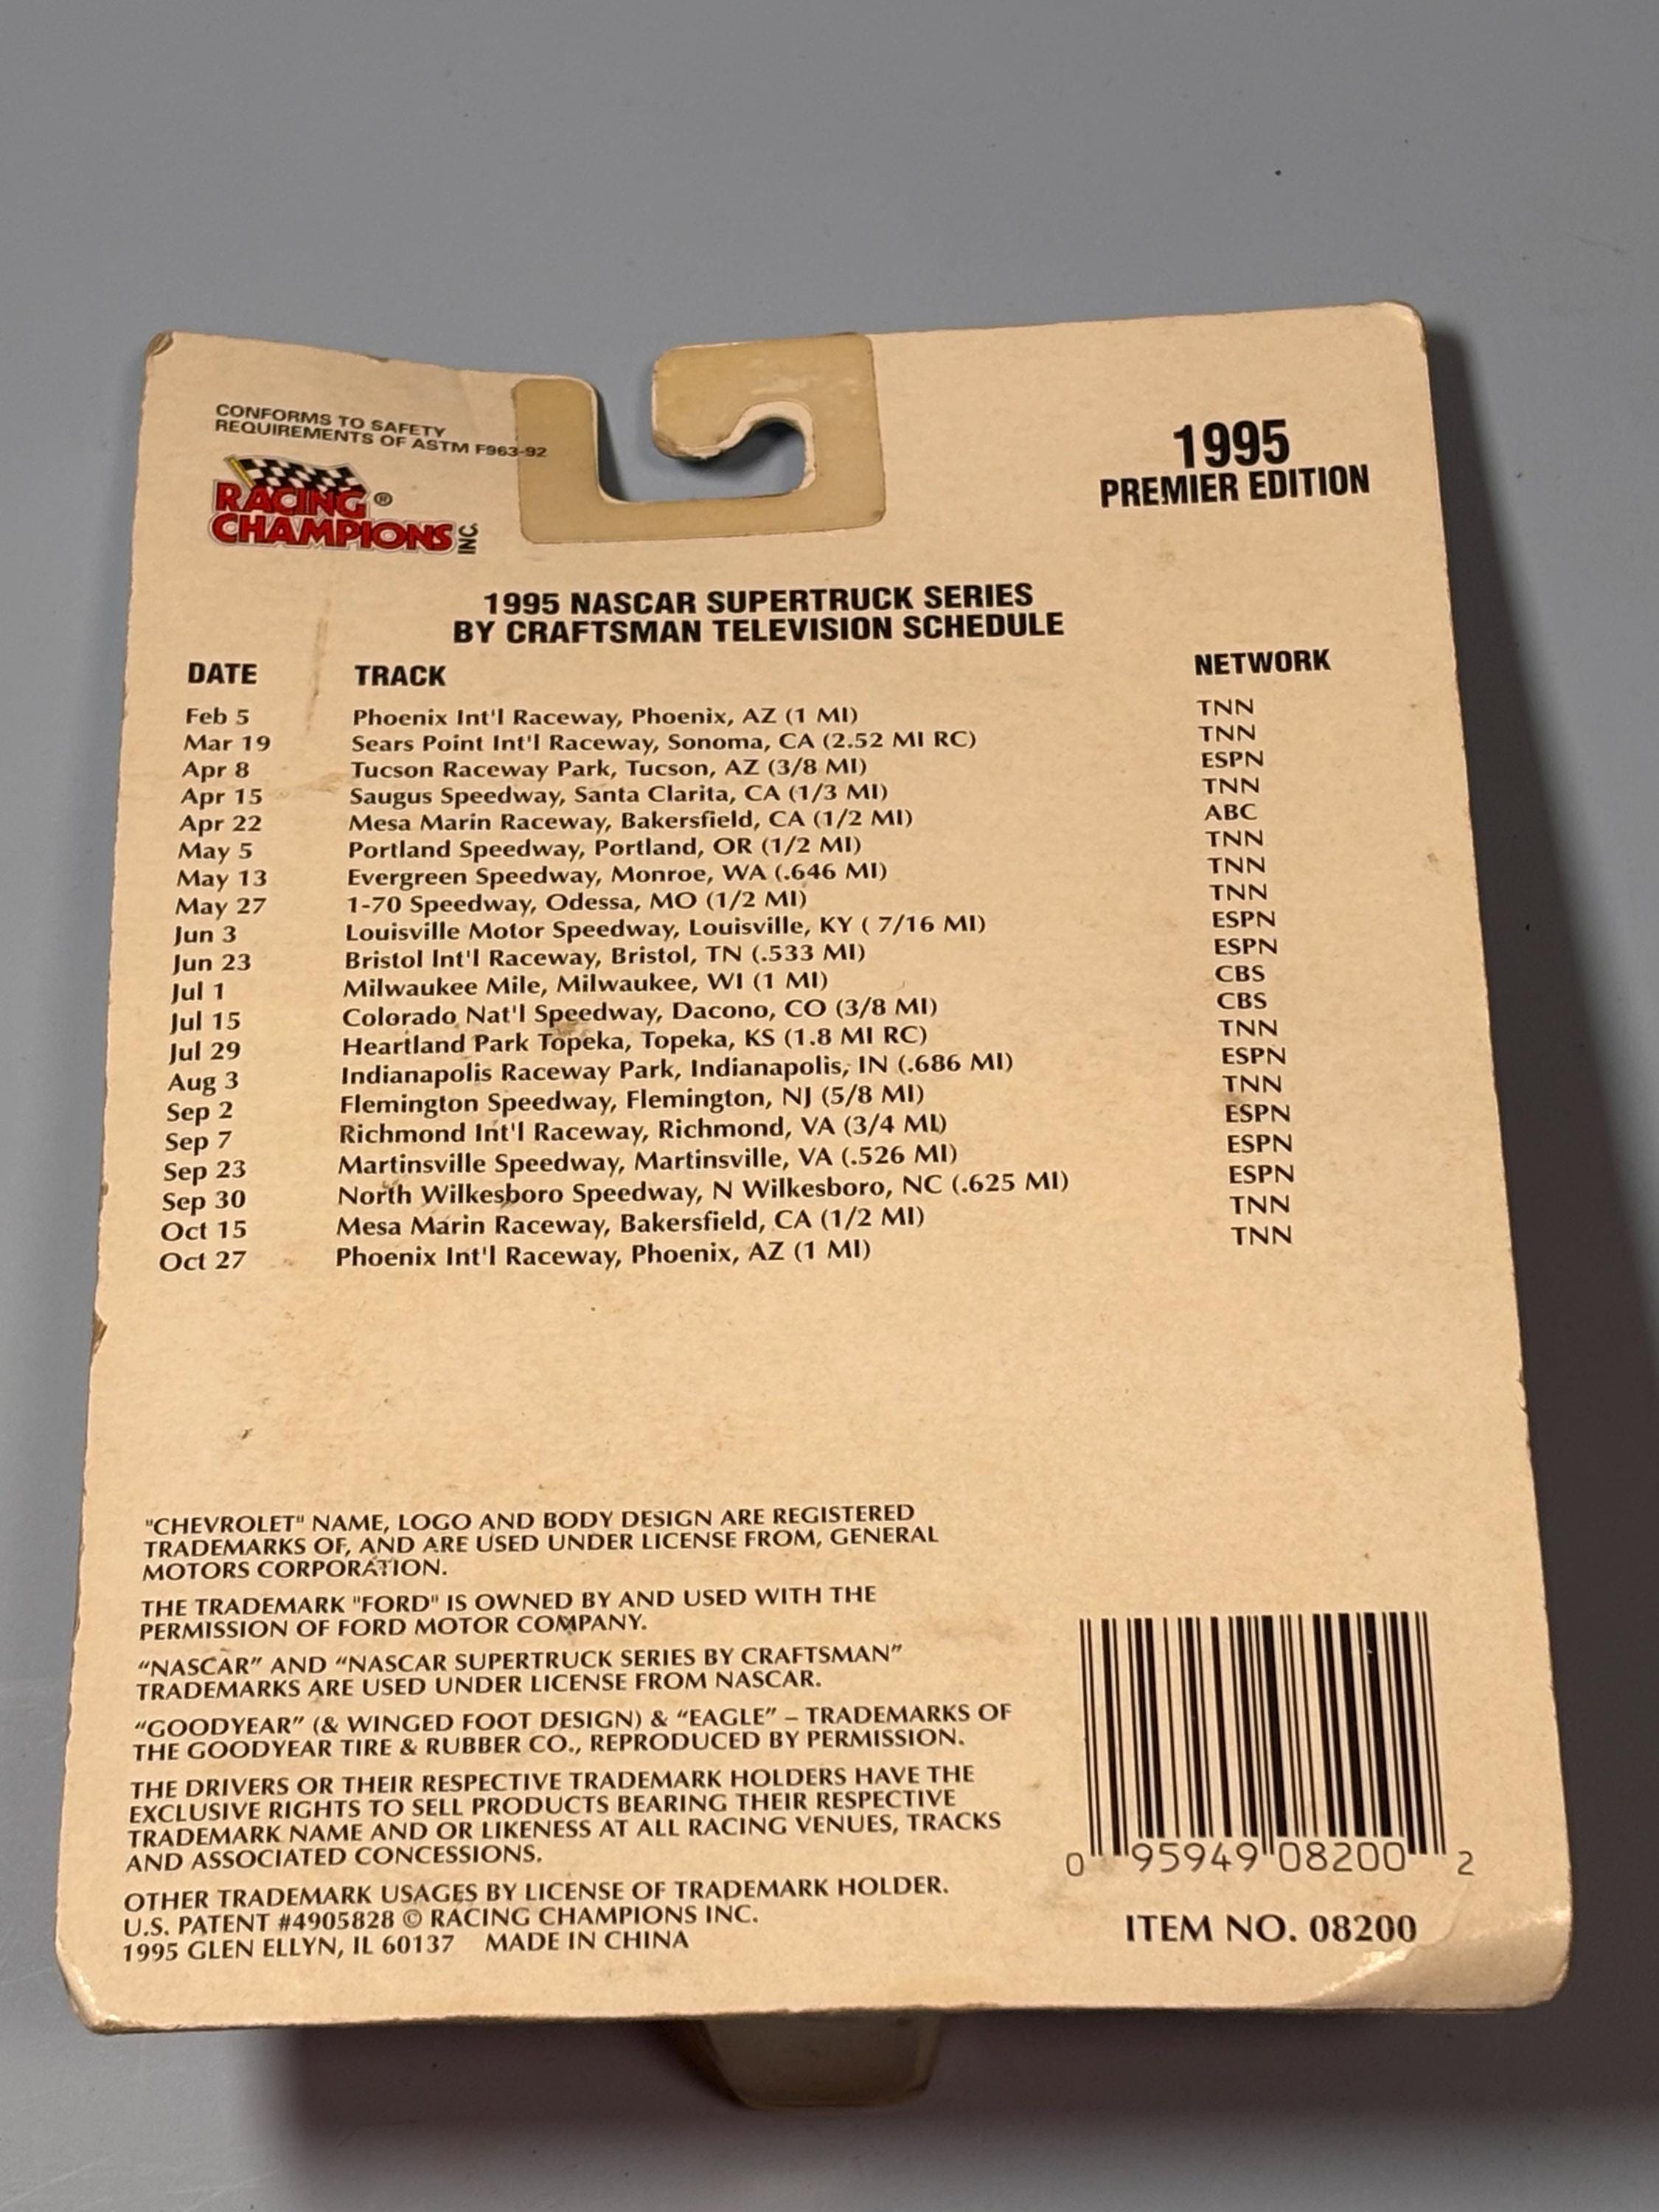 CONFORMS TO SAFETY
REQUIREMENTS OF ASTM F963-92
RACING ®
CHAMPIONS INC.
1995
PREMIER EDITION
1995 NASCAR SUPERTRUCK SERIES
BY CRAFTSMAN TELEVISION SCHEDULE
DATE TRACK NETWORK
Feb 5 Phoenix Int'l Raceway, Phoenix, AZ (1 MI) TNN
Mar 19 Sears Point Int'l Raceway, Sonoma, CA (2.52 MI RC) TNN
Apr 8 Tucson Raceway Park, Tucson, AZ (3/8 MI) ESPN
Apr 15 Saugus Speedway, Santa Clarita, CA (1/3 MI) TNN
Apr 22 Mesa Marin Raceway, Bakersfield, CA (1/2 MI) ABC
May 5 Portland Speedway, Portland, OR (1/2 MI) TNN
May 13 Evergreen Speedway, Monroe, WA (.646 MI) TNN
May 27 1-70 Speedway, Odessa, MO (1/2 MI) TNN
Jun 3 Louisville Motor Speedway, Louisville, KY ( 7/16 MI) ESPN
Jun 23 Bristol Int'l Raceway, Bristol, TN (.533 MI) ESPN
Jul 1 Milwaukee Mile, Milwaukee, WI (1 MI) CBS
Jul 15 Colorado Nat'l Speedway, Dacono, CO (3/8 MI) CBS
Jul 29 Heartland Park Topeka, Topeka, KS (1.8 MI RC) TNN
Aug 3 Indianapolis Raceway Park, Indianapolis, IN (.686 MI) ESPN
Sep 2 Flemington Speedway, Flemington, NJ (5/8 MI) TNN
Sep 7 Richmond Int'l Raceway, Richmond, VA (3/4 MI) ESPN
Sep 23 Martinsville Speedway, Martinsville, VA (.526 MI) ESPN
Sep 30 North Wilkesboro Speedway, N Wilkesboro, NC (.625 MI) ESPN
Oct 15 Mesa Marin Raceway, Bakersfield, CA (1/2 MI) TNN
Oct 27 Phoenix Int'l Raceway, Phoenix, AZ (1 MI) TNN
"CHEVROLET" NAME, LOGO AND BODY DESIGN ARE REGISTERED
TRADEMARKS OF, AND ARE USED UNDER LICENSE FROM, GENERAL
MOTORS CORPORATION.
THE TRADEMARK "FORD" IS OWNED BY AND USED WITH THE
PERMISSION OF FORD MOTOR COMPANY.
“NASCAR” AND “NASCAR SUPERTRUCK SERIES BY CRAFTSMAN”
TRADEMARKS ARE USED UNDER LICENSE FROM NASCAR.
“GOODYEAR” (& WINGED FOOT DESIGN) & “EAGLE” – TRADEMARKS OF
THE GOODYEAR TIRE & RUBBER CO., REPRODUCED BY PERMISSION.
THE DRIVERS OR THEIR RESPECTIVE TRADEMARK HOLDERS HAVE THE
EXCLUSIVE RIGHTS TO SELL PRODUCTS BEARING THEIR RESPECTIVE
TRADEMARK NAME AND OR LIKENESS AT ALL RACING VENUES, TRACKS
AND ASSOCIATED CONCESSIONS.
OTHER TRADEMARK USAGES BY LICENSE OF TRADEMARK HOLDER.
U.S. PATENT #4905828 © RACING CHAMPIONS INC.
1995 GLEN ELLYN, IL 60137 MADE IN CHINA
0 95949 08200 2
ITEM NO. 08200